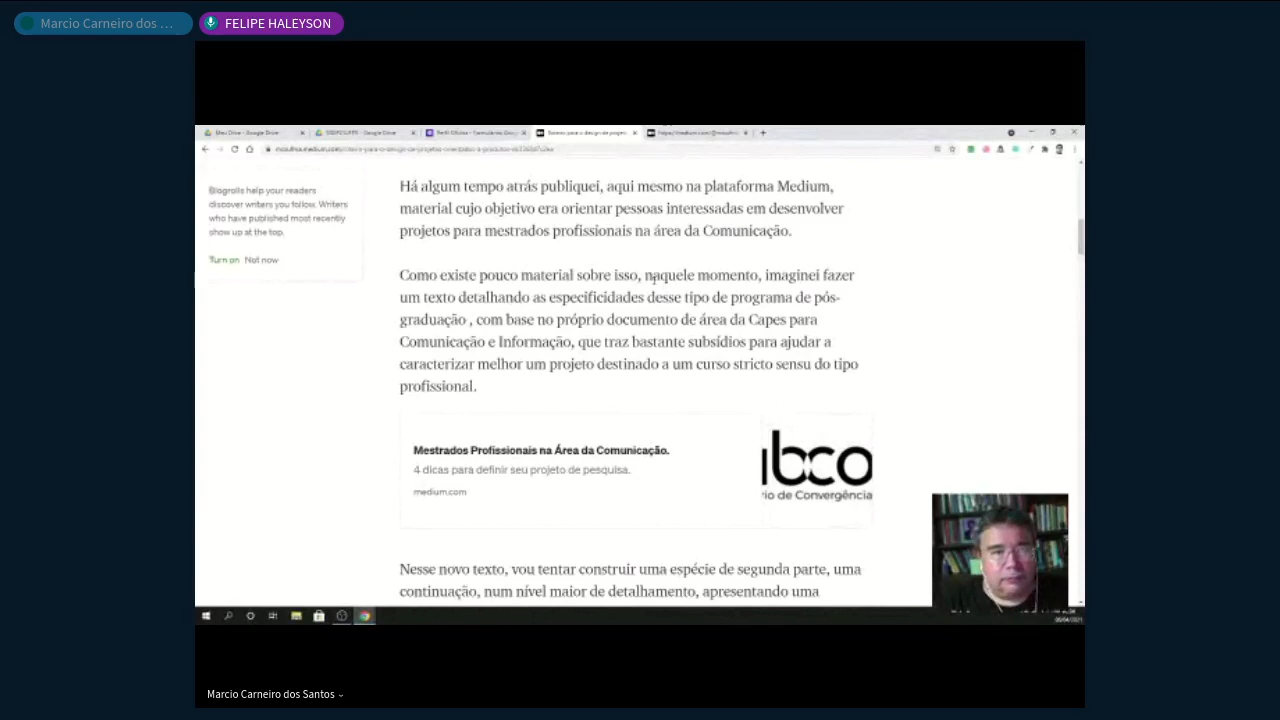 Marcio Carneiro dos ...
FELIPE HALEYSON
Meu Drive - Google Drive
Google Drive
Há algum tempo atrás publiquei, aqui mesmo na plataforma Medium,
material cujo objetivo era orientar pessoas interessadas em desenvolver
projetos para mestrados profissionais na área da Comunicação.
Blogrolls help your readers
discover writers you follow. Writers
who have published most recently
show up at the top.
Turn on Not now
Como existe pouco material sobre isso, naquele momento, imaginei fazer
um texto detalhando as especificidades desse tipo de programa de pós-
graduação , com base no próprio documento de área da Capes para
Comunicação e Informação, que traz bastante subsídios para ajudar a
caracterizar melhor um projeto destinado a um curso stricto sensu do tipo
profissional.
Mestrados Profissionais na Área da Comunicação.
4 dicas para definir seu projeto de pesquisa.
medium.com
bco
rio de Convergência
Nesse novo texto, vou tentar construir uma espécie de segunda parte, uma
continuação, num nível maior de detalhamento, apresentando uma
Marcio Carneiro dos Santos